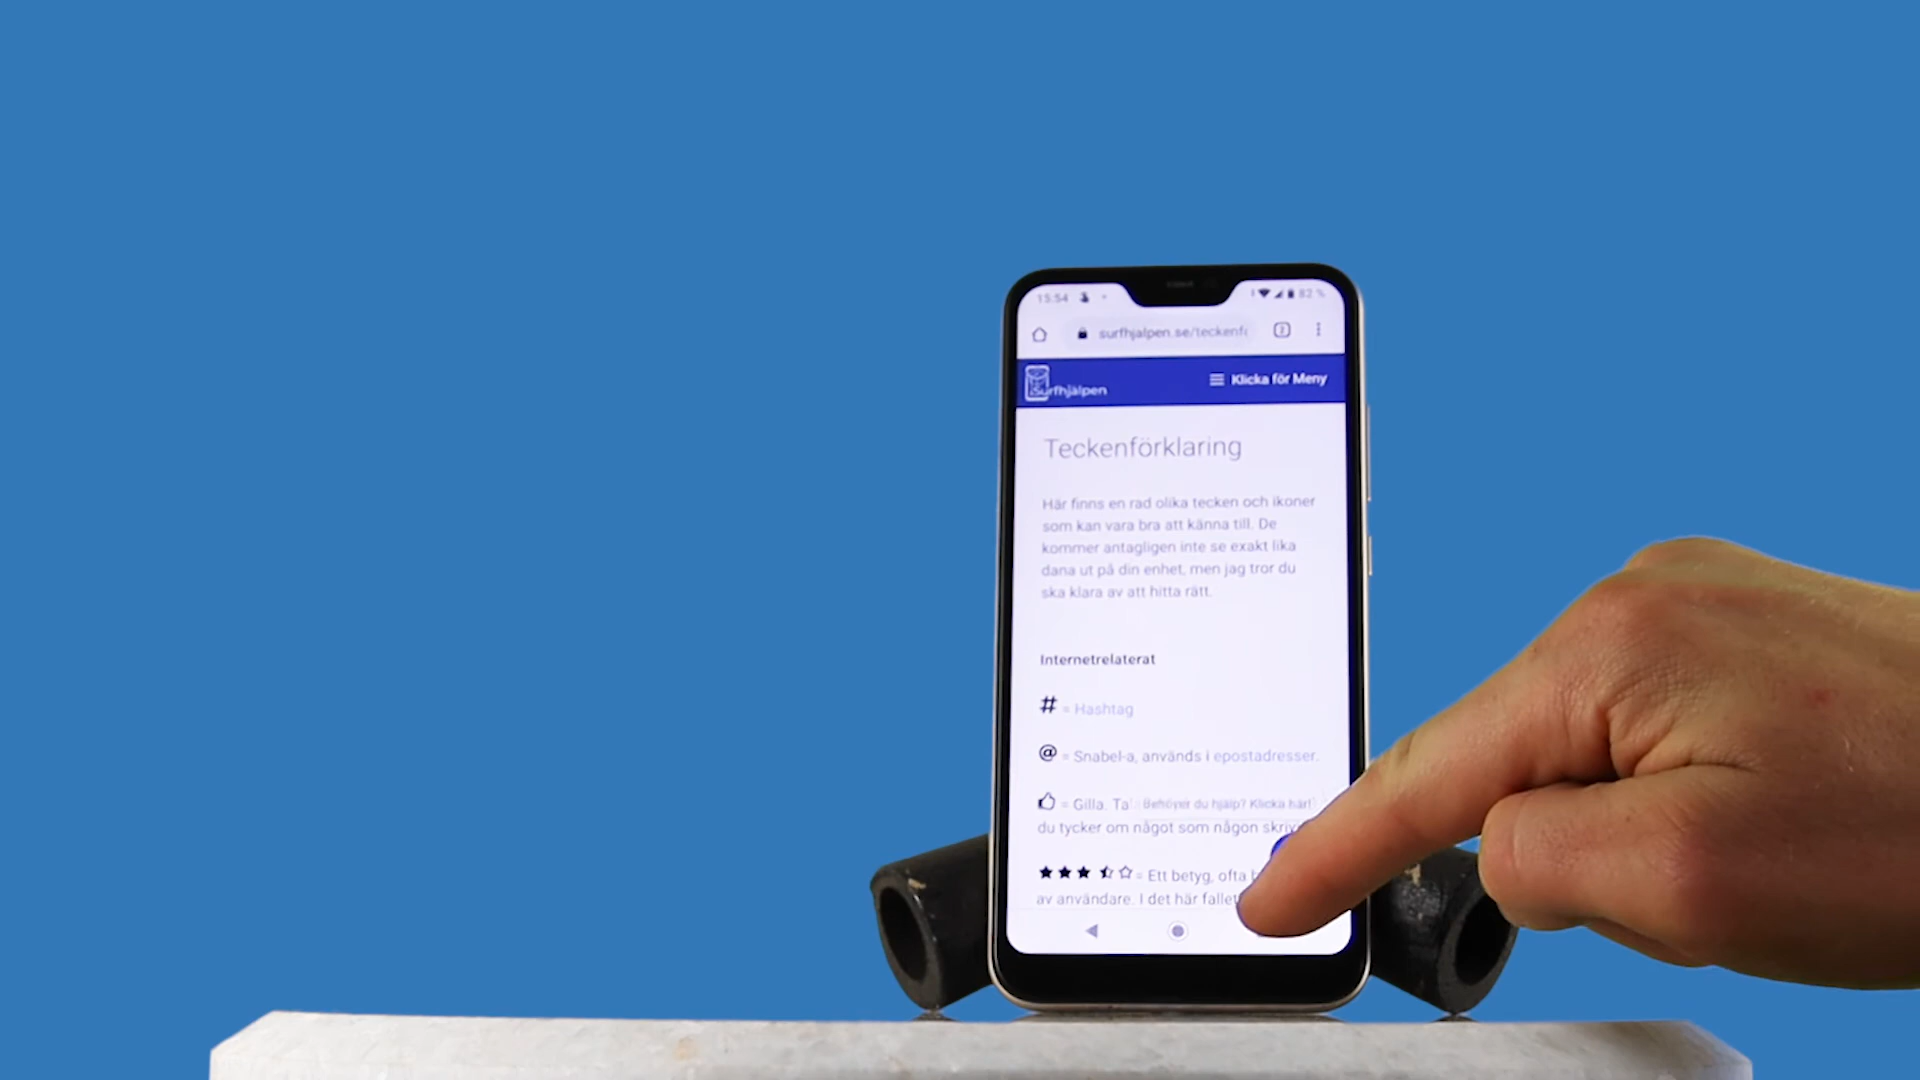 15.54
82 %
surfhjalpen.se/teckenf
2
Surfhjälpen
Klicka för Meny
Teckenförklaring
Här finns en rad olika tecken och ikoner
som kan vara bra att känna till. De
kommer antagligen inte se exakt lika
dana ut på din enhet, men jag tror du
ska klara av att hitta rätt.
Internetrelaterat
# = Hashtag
@ = Snabel-a, används i epostadresser.
= Gilla. Ta
Behöver du hjälp? Klicka här!
du tycker om något som någon skriv
= Ett betyg, ofta
av användare. I det här fallet